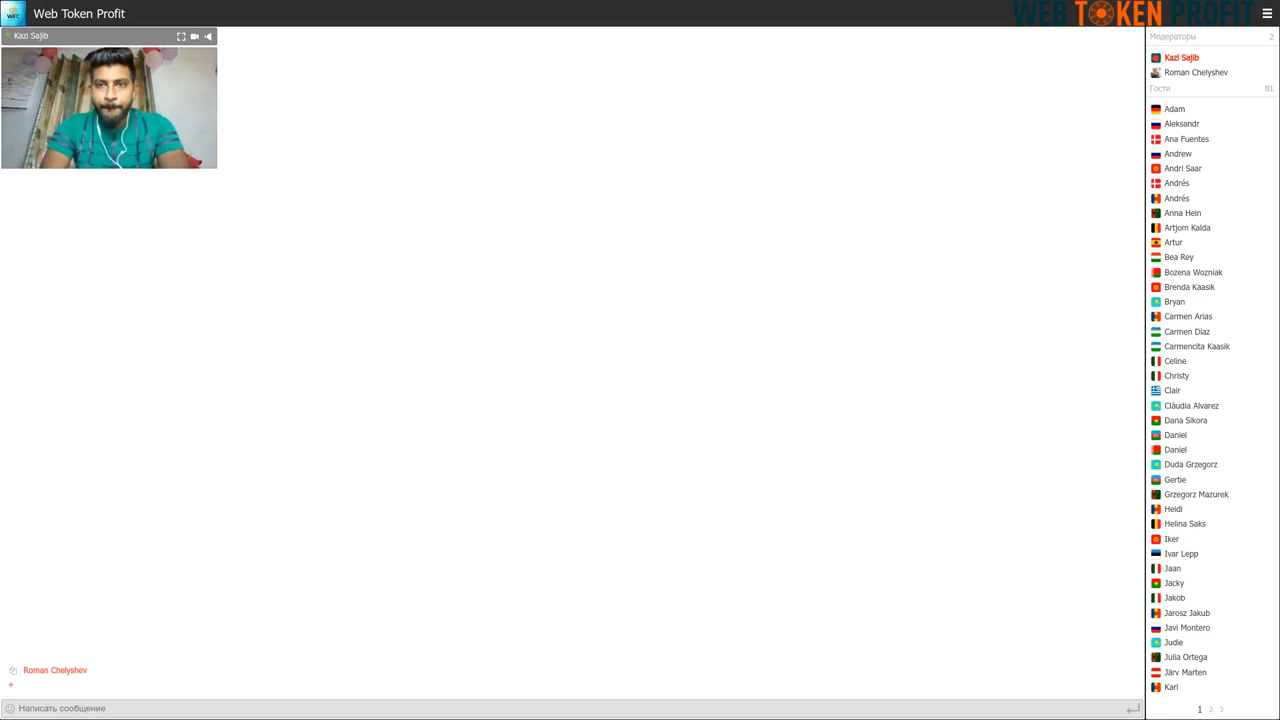 WEC
Web Token Profit
WEB TOKEN PROFIT
Kazi Sajib
Модераторы 2
Kazi Sajib
Roman Chelyshev
Гости 81
Adam
Aleksandr
Ana Fuentes
Andrew
Andri Saar
Andrés
Andrés
Anna Hein
Artjom Kalda
Artur
Bea Rey
Bozena Wozniak
Brenda Kaasik
Bryan
Carmen Arias
Carmen Diaz
Carmencita Kaasik
Celine
Christy
Clair
Clàudia Alvarez
Dana Sikora
Daniel
Daniel
Duda Grzegorz
Gertie
Grzegorz Mazurek
Heidi
Helina Saks
Iker
Ivar Lepp
Jaan
Jacky
Jakob
Jarosz Jakub
Javi Montero
Judie
Julia Ortega
Järv Marten
Karl
1 2 3
Roman Chelyshev
+
Написать сообщение